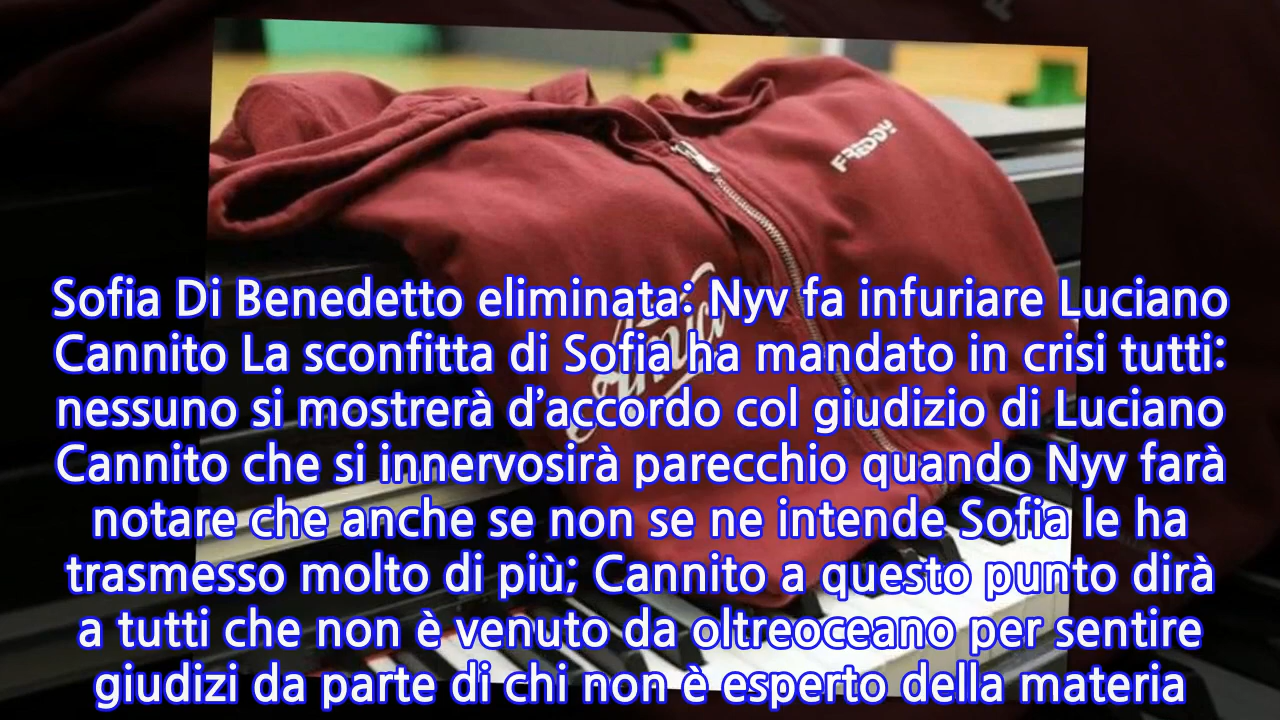 FREDDY
Sofia Di Benedetto eliminata: Nyv fa infuriare Luciano
Cannito La sconfitta di Sofia ha mandato in crisi tutti:
nessuno si mostrerà d’accordo col giudizio di Luciano
Cannito che si innervosirà parecchio quando Nyv farà
notare che anche se non se ne intende Sofia le ha
trasmesso molto di più; Cannito a questo punto dirà
a tutti che non è venuto da oltreoceano per sentire
giudizi da parte di chi non è esperto della materia